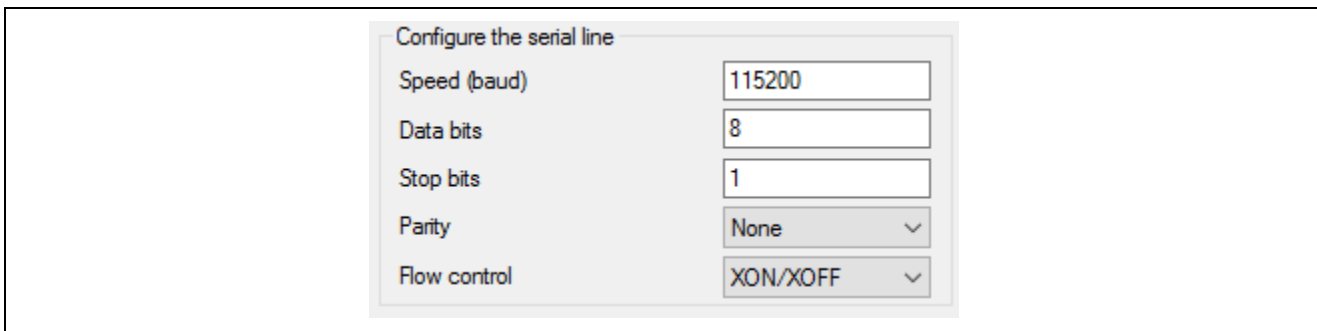 Configure the serial line
Speed (baud) 115200
Data bits 8
Stop bits 1
Parity None
Flow control XON/XOFF